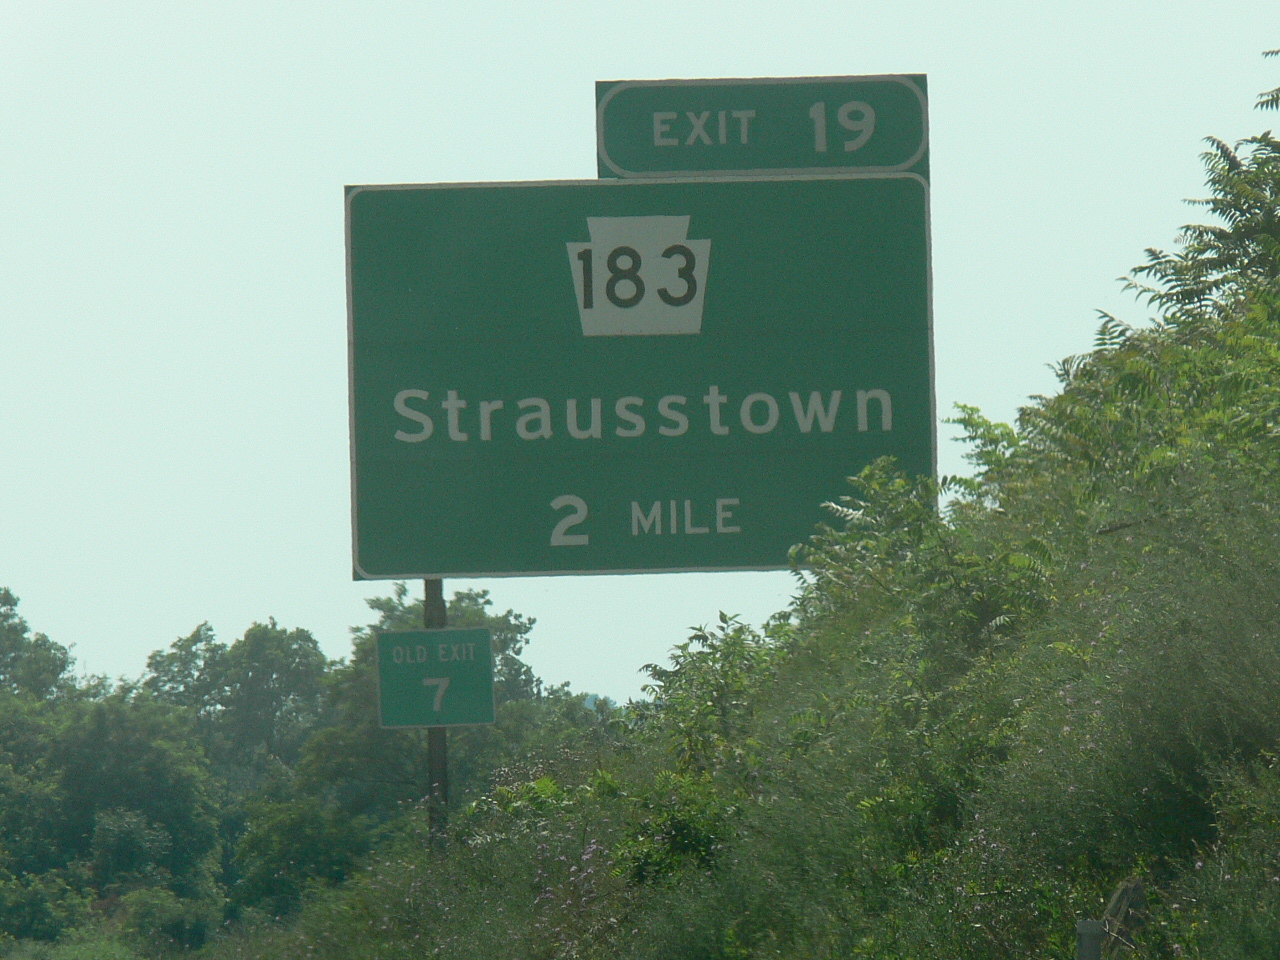 EXIT 19
183
Strausstown
2 MILE
OLD EXIT
7